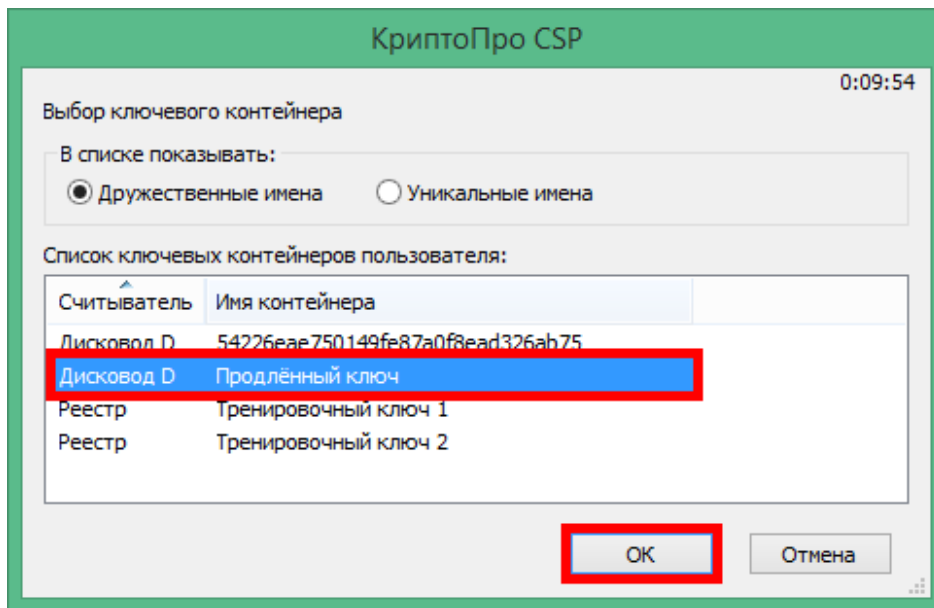 КриптоПро CSP
0:09:54
Выбор ключевого контейнера
В списке показывать:
Дружественные имена Уникальные имена
Список ключевых контейнеров пользователя:
Считыватель Имя контейнера
Дисковод D 54226eae750149fe87a0f8ead326ab75
Дисковод D Продлённый ключ
Реестр Тренировочный ключ 1
Реестр Тренировочный ключ 2
ОК Отмена